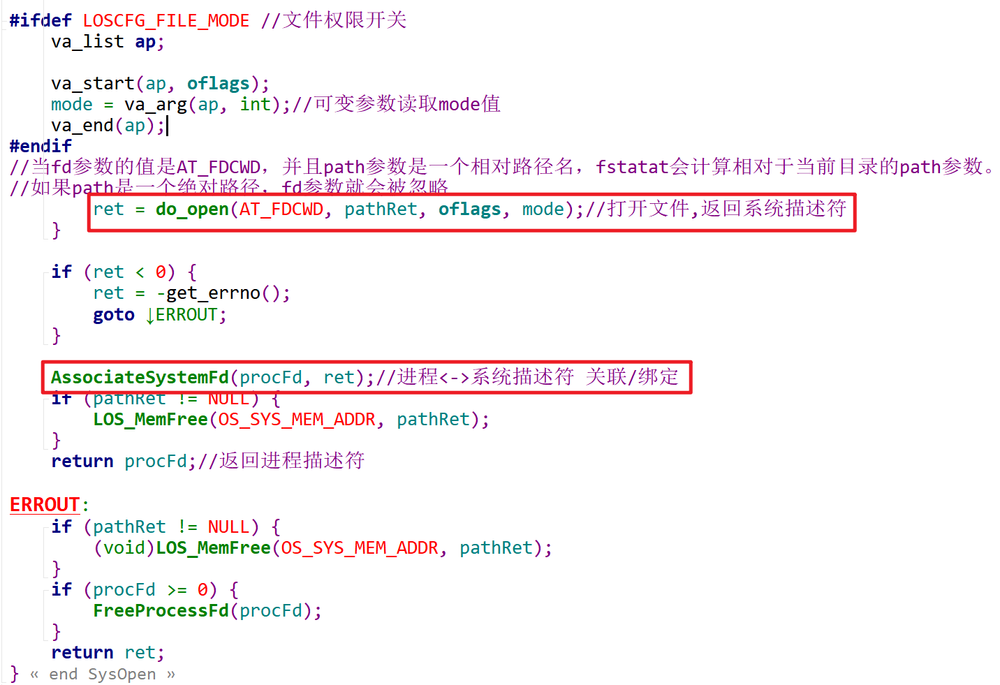 #ifdef LOSCFG_FILE_MODE //文件权限开关
va_list ap;
va_start(ap, oflags);
mode = va_arg(ap, int);//可变参数读取mode值
va_end(ap);
#endif
//当fd参数的值是AT_FDCWD，并且path参数是一个相对路径名，fstatat会计算相对于当前目录的path参数。
//如果path是一个绝对路径，fd参数就会被忽略
ret = do_open(AT_FDCWD, pathRet, oflags, mode);//打开文件,返回系统描述符
}
if (ret < 0) {
ret = -get_errno();
goto ↓ERROUT;
}
AssociateSystemFd(procFd, ret);//进程<->系统描述符 关联/绑定
if (pathRet != NULL) {
LOS_MemFree(OS_SYS_MEM_ADDR, pathRet);
}
return procFd;//返回进程描述符
ERROUT:
if (pathRet != NULL) {
(void)LOS_MemFree(OS_SYS_MEM_ADDR, pathRet);
}
if (procFd >= 0) {
FreeProcessFd(procFd);
}
return ret;
} « end SysOpen »